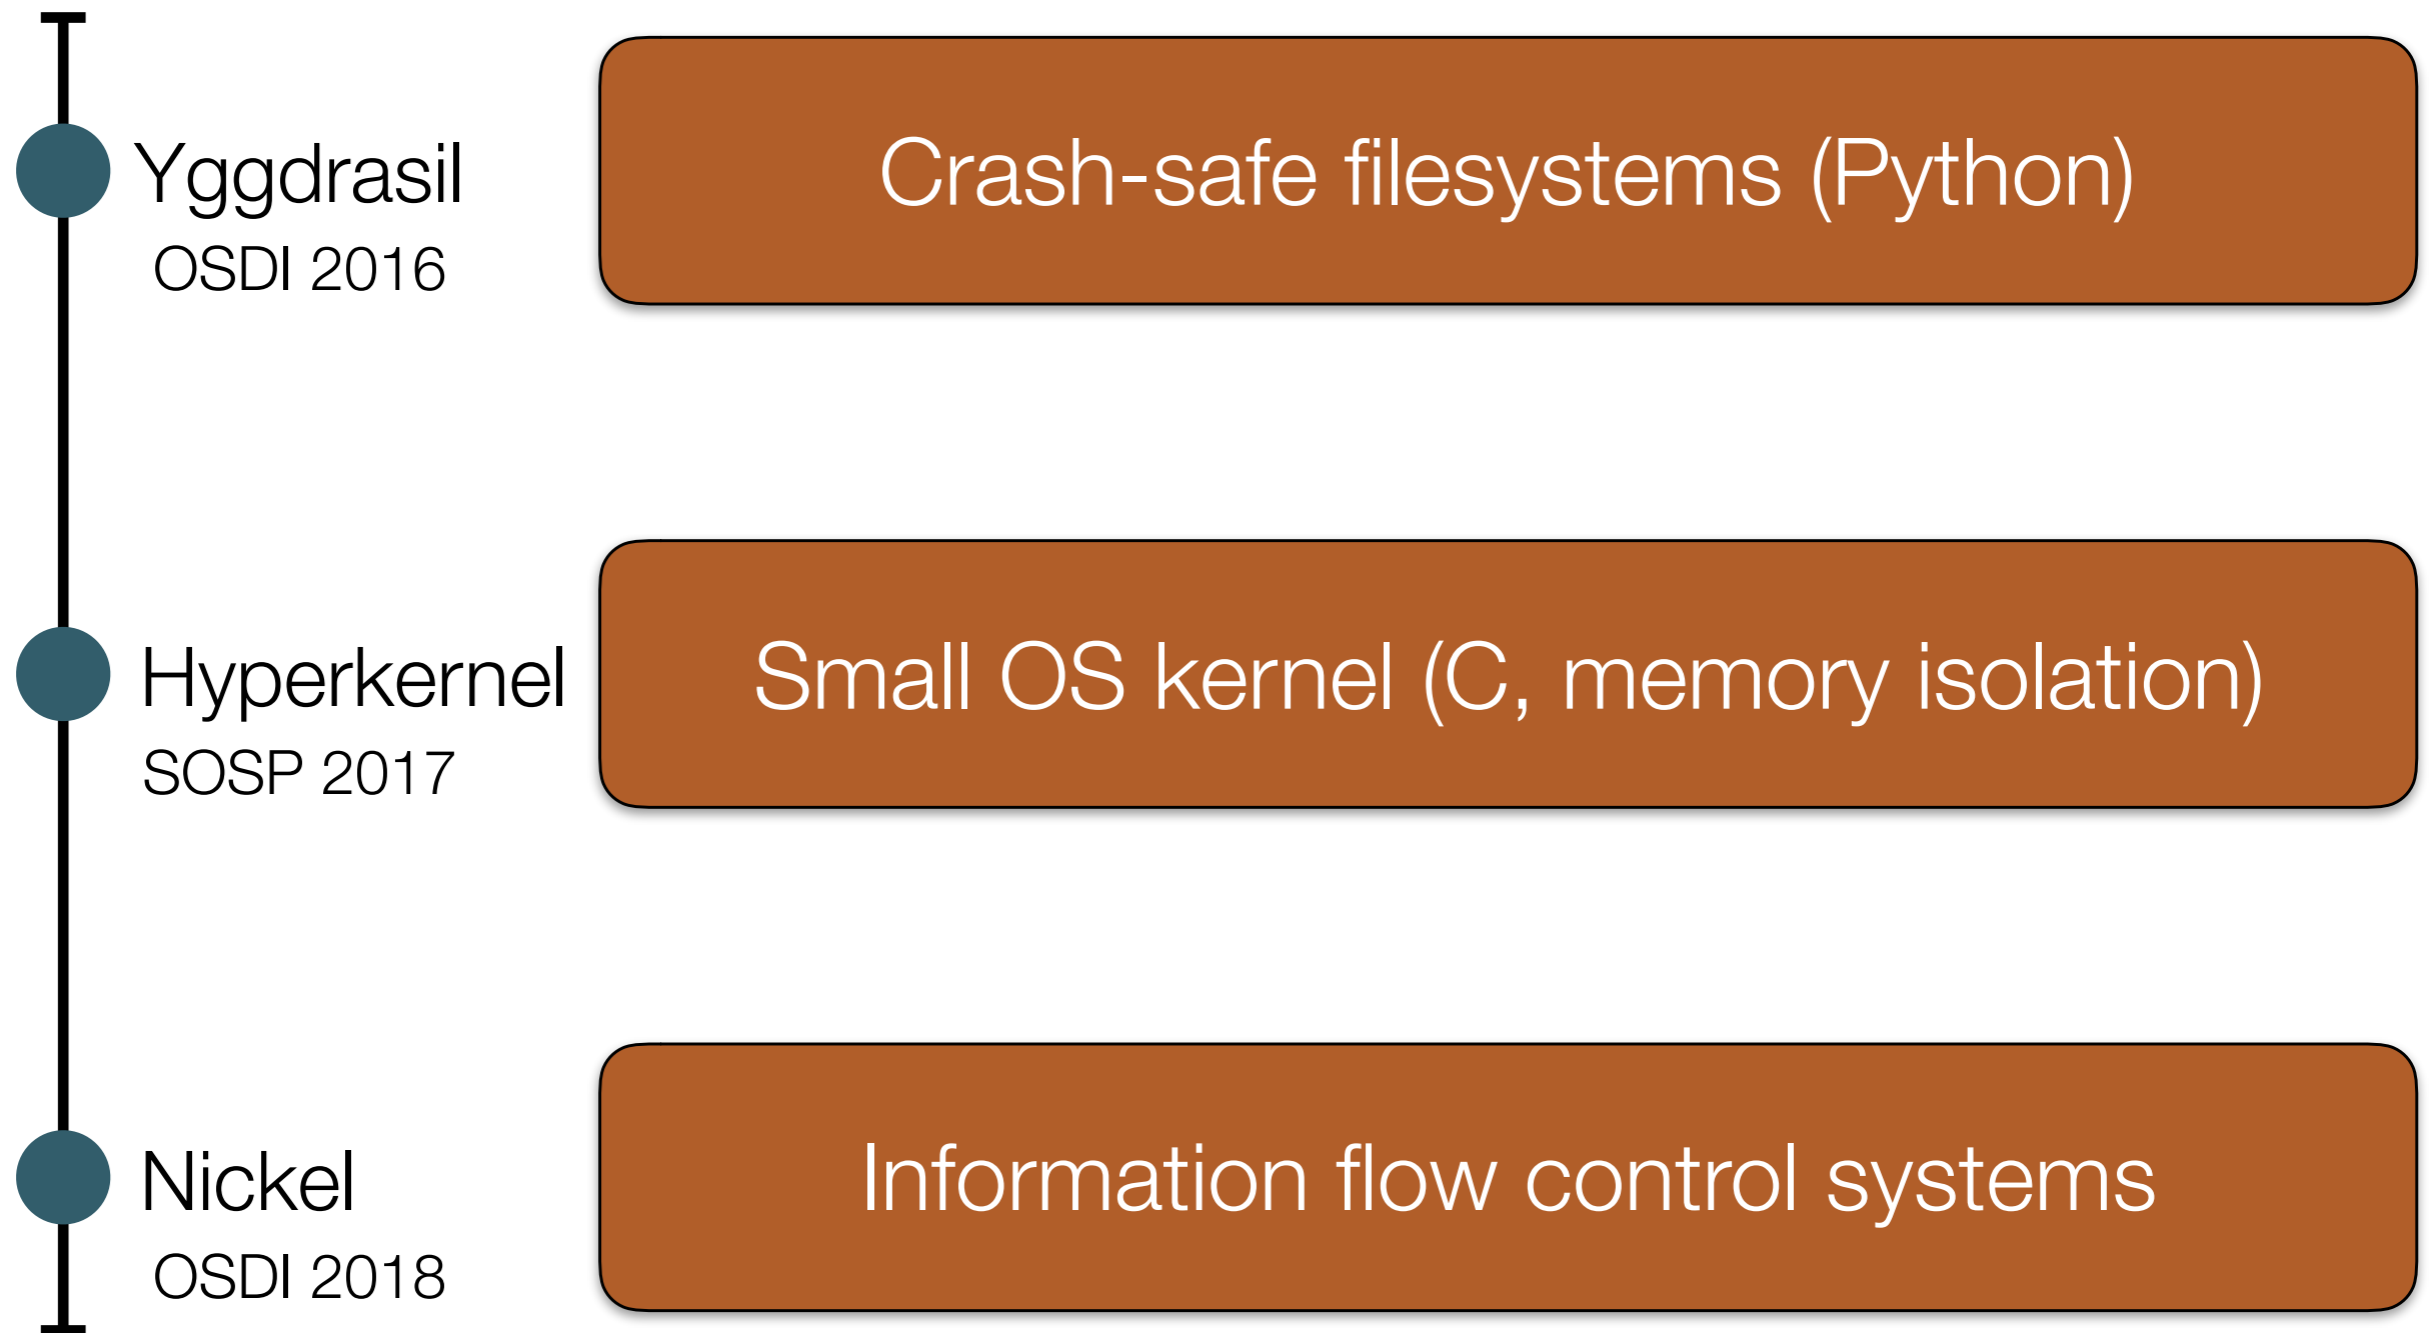 Yggdrasil
OSDI 2016
Crash-safe filesystems (Python)
Hyperkernel
SOSP 2017
Small OS kernel (C, memory isolation)
Nickel
OSDI 2018
Information flow control systems